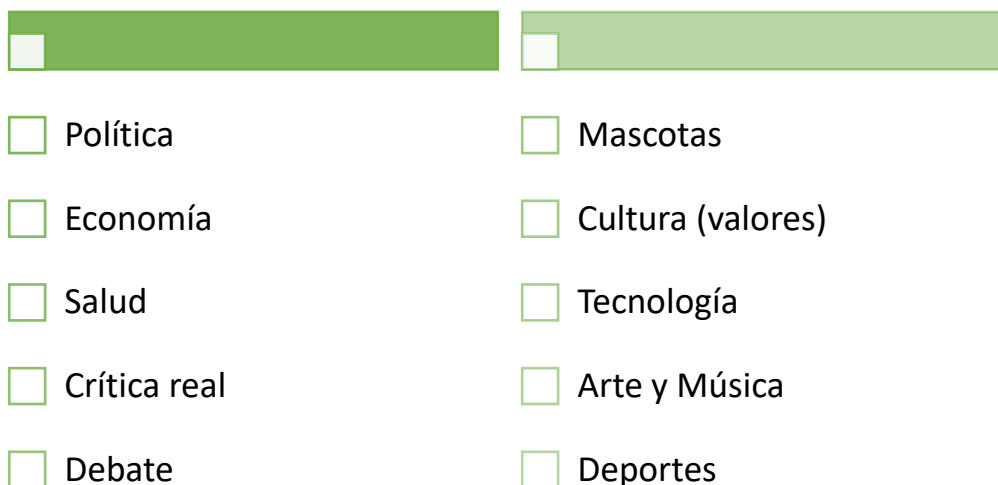 Política
Economía
Salud
Crítica real
Debate
Mascotas
Cultura (valores)
Tecnología
Arte y Música
Deportes